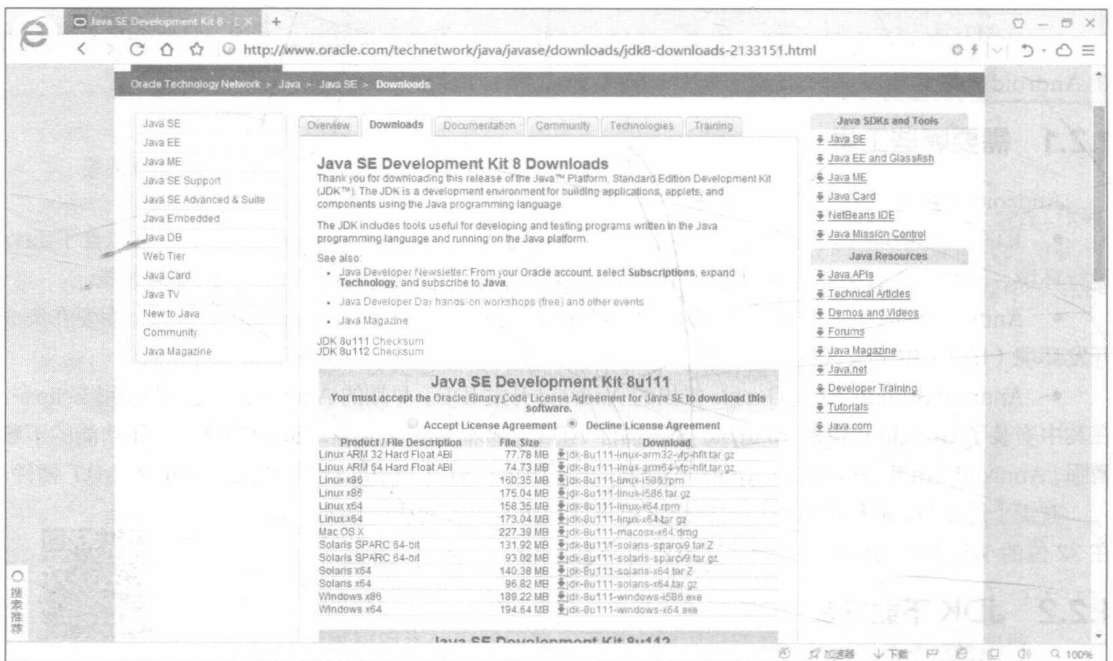 Java SE Development Kit 8 - D
http://www.oracle.com/technetwork/java/javase/downloads/jdk8-downloads-2133151.html
Oracle Technology Network > Java > Java SE > Downloads
Java SE
Java EE
Java ME
Java SE Support
Java SE Advanced & Suite
Java Embedded
Java DB
Web Tier
Java Card
Java TV
New to Java
Community
Java Magazine
Overview Downloads Documentation Community Technologies Training
Java SE Development Kit 8 Downloads
Thank you for downloading this release of the Java™ Platform, Standard Edition Development Kit
(JDK™). The JDK is a development environment for building applications, applets, and
components using the Java programming language.
The JDK includes tools useful for developing and testing programs written in the Java
programming language and running on the Java platform.
See also:
• Java Developer Newsletter: From your Oracle account, select Subscriptions, expand
Technology, and subscribe to Java.
• Java Developer Day hands-on workshops (free) and other events
• Java Magazine
JDK 8u111 Checksum
JDK 8u112 Checksum
Java SE Development Kit 8u111
You must accept the Oracle Binary Code License Agreement for Java SE to download this
software.
Accept License Agreement Decline License Agreement
Product / File Description File Size Download
Linux ARM 32 Hard Float ABI 77.78 MB jdk-8u111-linux-arm32-vfp-hflt.tar.gz
Linux ARM 64 Hard Float ABI 74.73 MB jdk-8u111-linux-arm64-vfp-hflt.tar.gz
Linux x86 160.35 MB jdk-8u111-linux-i586.rpm
Linux x86 175.04 MB jdk-8u111-linux-i586.tar.gz
Linux x64 158.35 MB jdk-8u111-linux-x64.rpm
Linux x64 173.04 MB jdk-8u111-linux-x64.tar.gz
Mac OS X 227.39 MB jdk-8u111-macosx-x64.dmg
Solaris SPARC 64-bit 131.92 MB jdk-8u111-solaris-sparcv9.tar.Z
Solaris SPARC 64-bit 93.02 MB jdk-8u111-solaris-sparcv9.tar.gz
Solaris x64 140.38 MB jdk-8u111-solaris-x64.tar.Z
Solaris x64 96.82 MB jdk-8u111-solaris-x64.tar.gz
Windows x86 189.22 MB jdk-8u111-windows-i586.exe
Windows x64 194.64 MB jdk-8u111-windows-x64.exe
Java SE Development Kit 8u112
Java SDKs and Tools
Java SE
Java EE and Glassfish
Java ME
Java Card
NetBeans IDE
Java Mission Control
Java Resources
Java APIs
Technical Articles
Demos and Videos
Forums
Java Magazine
Java.net
Developer Training
Tutorials
Java.com
搜索推荐
加速器 下载 100%